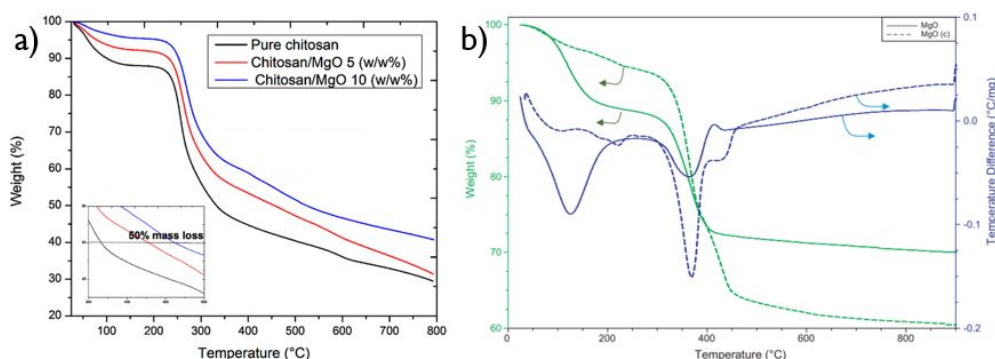 a)
100
90
80
70
60
50
40
30
20
Weight (%)
Pure chitosan
Chitosan/MgO 5 (w/w%)
Chitosan/MgO 10 (w/w%)
50% mass loss
100 200 300 400 500 600 700 800
Temperature (°C)
b)
100
90
80
70
60
Weight (%)
MgO
MgO (c)
0.1
0.0
-0.1
-0.2
Temperature Difference (°C/mg)
0 200 400 600 800
Temperature (°C)